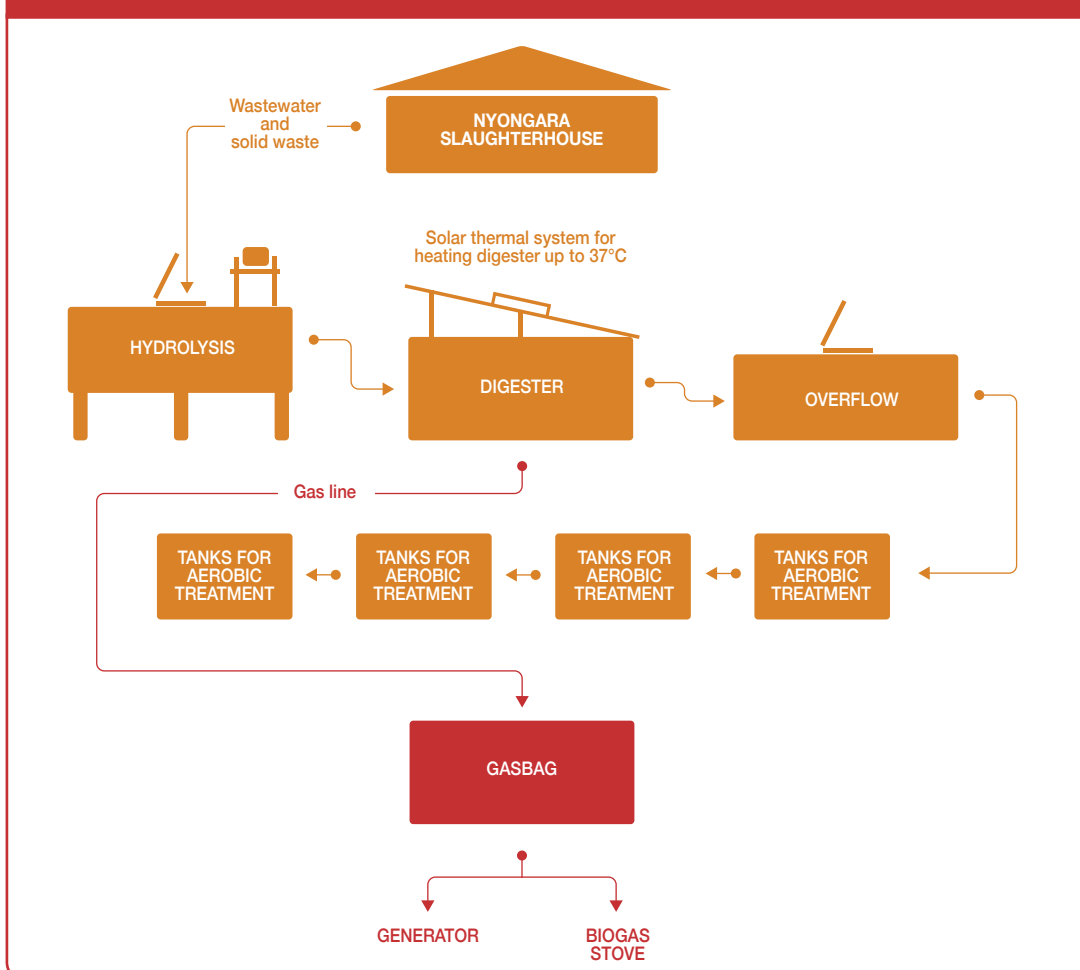 NYONGARA
SLAUGHTERHOUSE
Wastewater
and
solid waste
Solar thermal system for
heating digester up to 37°C
HYDROLYSIS
DIGESTER
OVERFLOW
Gas line
TANKS FOR
AEROBIC
TREATMENT
TANKS FOR
AEROBIC
TREATMENT
TANKS FOR
AEROBIC
TREATMENT
TANKS FOR
AEROBIC
TREATMENT
GASBAG
GENERATOR
BIOGAS
STOVE